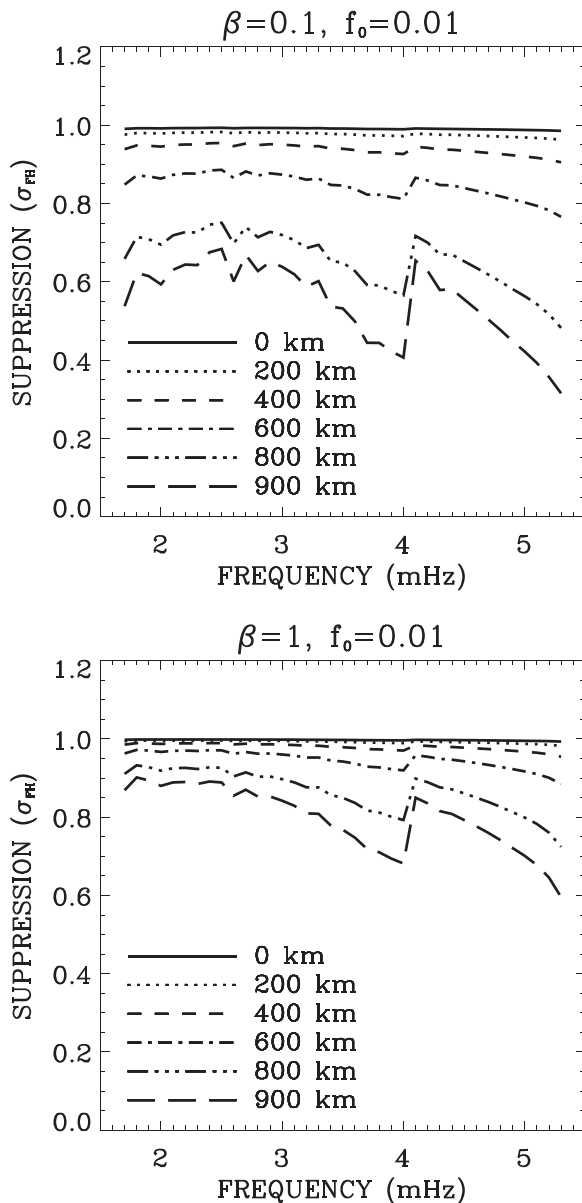 β=0.1, f₀=0.01
1.2
1.0
0.8
0.6
0.4
0.2
0.0
SUPPRESSION (σ_FH)
0 km
200 km
400 km
600 km
800 km
900 km
2 3 4 5
FREQUENCY (mHz)
β=1, f₀=0.01
1.2
1.0
0.8
0.6
0.4
0.2
0.0
SUPPRESSION (σ_FH)
0 km
200 km
400 km
600 km
800 km
900 km
2 3 4 5
FREQUENCY (mHz)